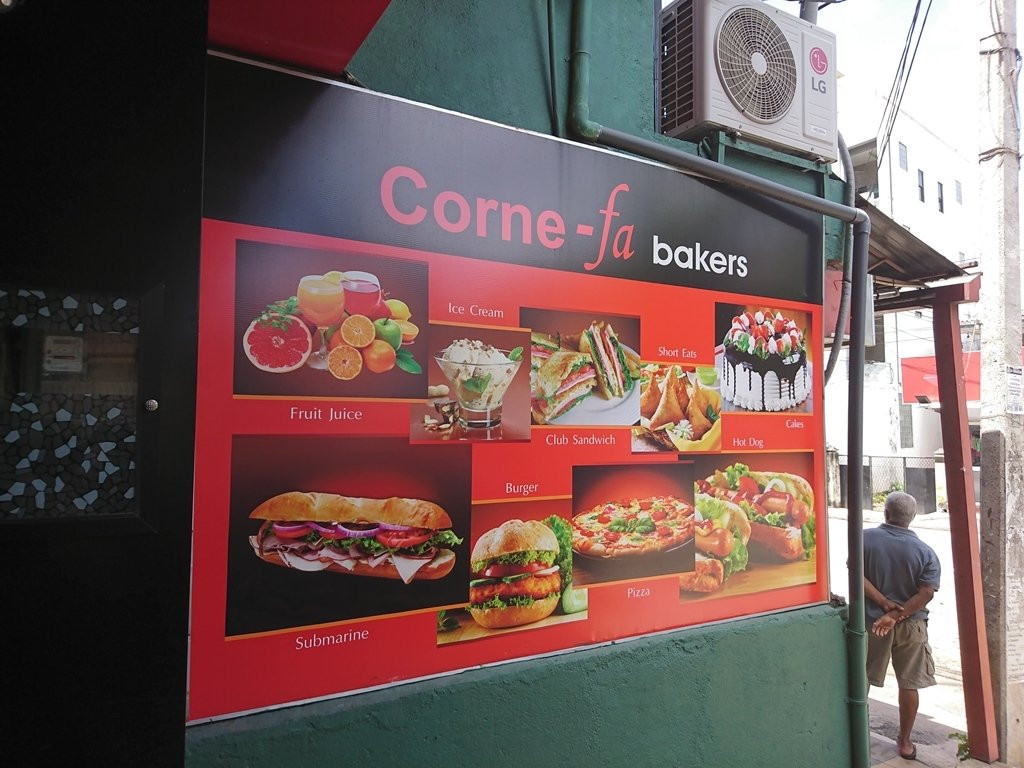 LG
Corne-fa bakers
Fruit Juice
Ice Cream
Club Sandwich
Short Eats
Cakes
Submarine
Burger
Pizza
Hot Dog